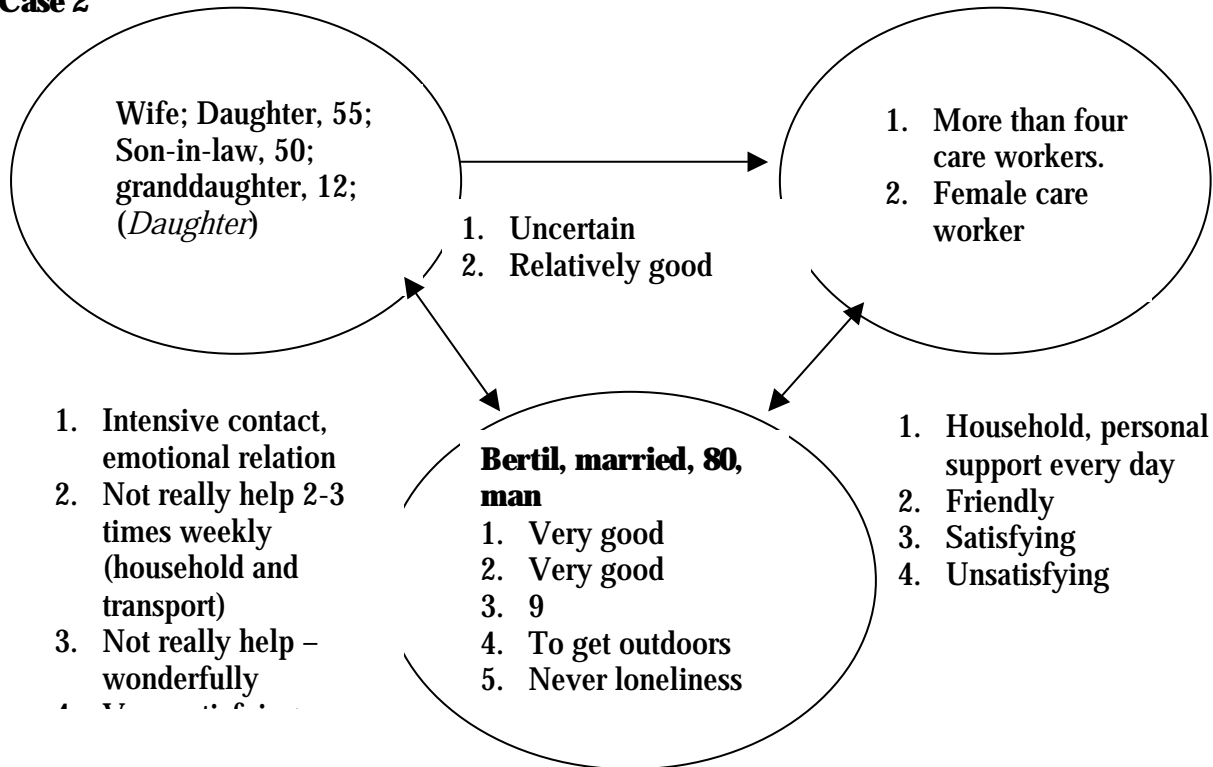 Case 2
Wife; Daughter, 55;
Son-in-law, 50;
granddaughter, 12;
(Daughter)
1. Uncertain
2. Relatively good
1. More than four
care workers.
2. Female care
worker
1. Intensive contact,
emotional relation
2. Not really help 2-3
times weekly
(household and
transport)
3. Not really help –
wonderfully
Bertil, married, 80,
man
1. Very good
2. Very good
3. 9
4. To get outdoors
5. Never loneliness
1. Household, personal
support every day
2. Friendly
3. Satisfying
4. Unsatisfying